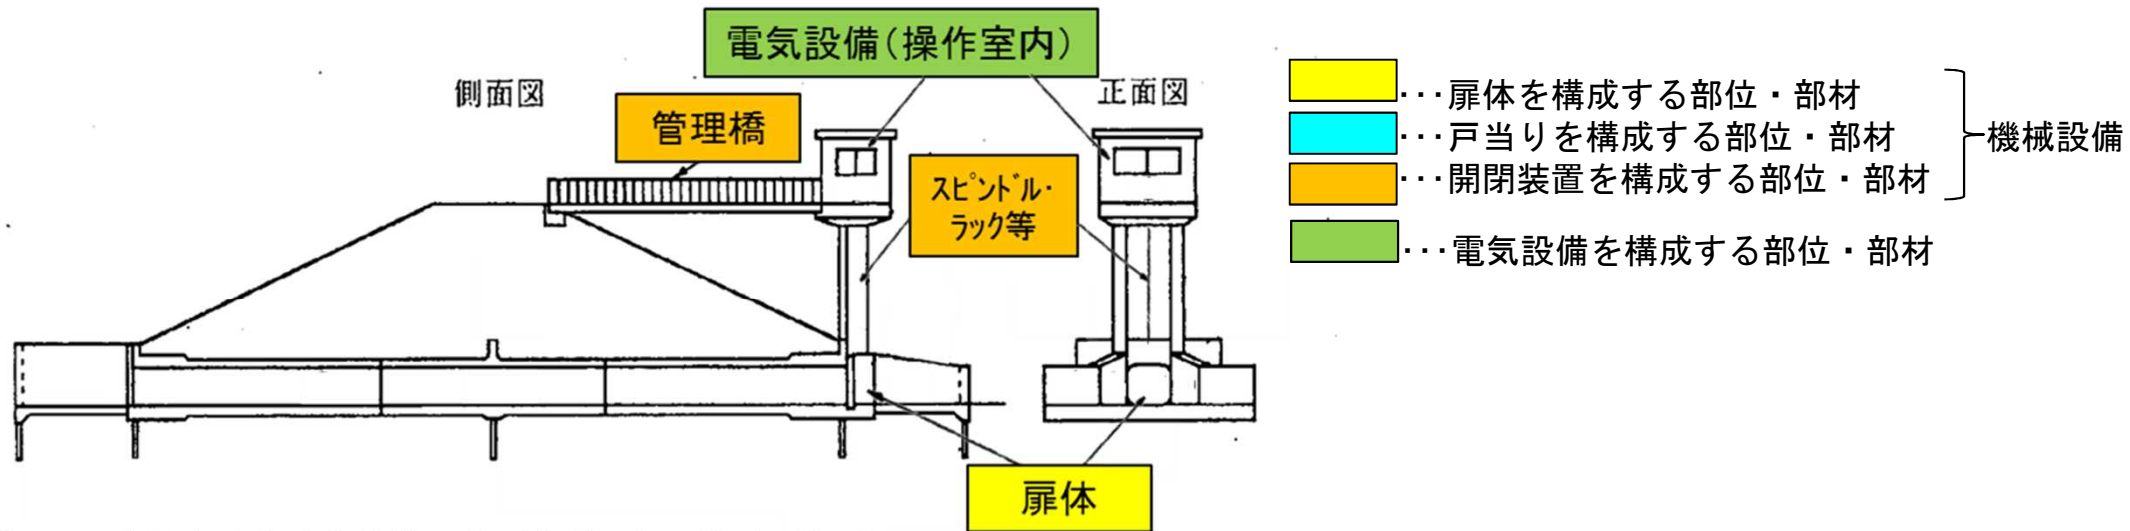 電気設備(操作室内)
側面図
正面図
管理橋
スピンドル・
ラック等
扉体
・・・扉体を構成する部位・部材
・・・戸当りを構成する部位・部材
・・・開閉装置を構成する部位・部材
機械設備
・・・電気設備を構成する部位・部材